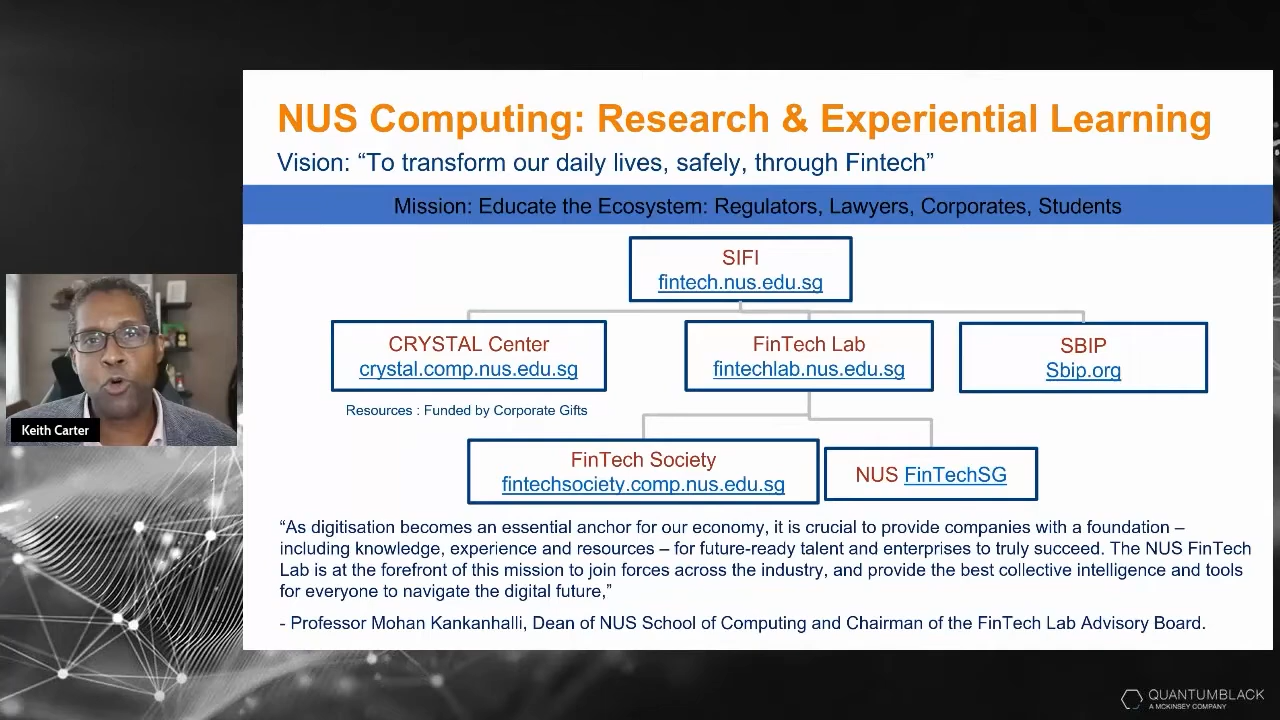 NUS Computing: Research & Experiential Learning
Vision: “To transform our daily lives, safely, through Fintech”
Mission: Educate the Ecosystem: Regulators, Lawyers, Corporates, Students
SIFI
fintech.nus.edu.sg
CRYSTAL Center
crystal.comp.nus.edu.sg
FinTech Lab
fintechlab.nus.edu.sg
SBIP
Sbip.org
Resources : Funded by Corporate Gifts
FinTech Society
fintechsociety.comp.nus.edu.sg
NUS FinTechSG
“As digitisation becomes an essential anchor for our economy, it is crucial to provide companies with a foundation –
including knowledge, experience and resources – for future-ready talent and enterprises to truly succeed. The NUS FinTech
Lab is at the forefront of this mission to join forces across the industry, and provide the best collective intelligence and tools
for everyone to navigate the digital future,”
- Professor Mohan Kankanhalli, Dean of NUS School of Computing and Chairman of the FinTech Lab Advisory Board.
Keith Carter
QUANTUMBLACK
A MCKINSEY COMPANY